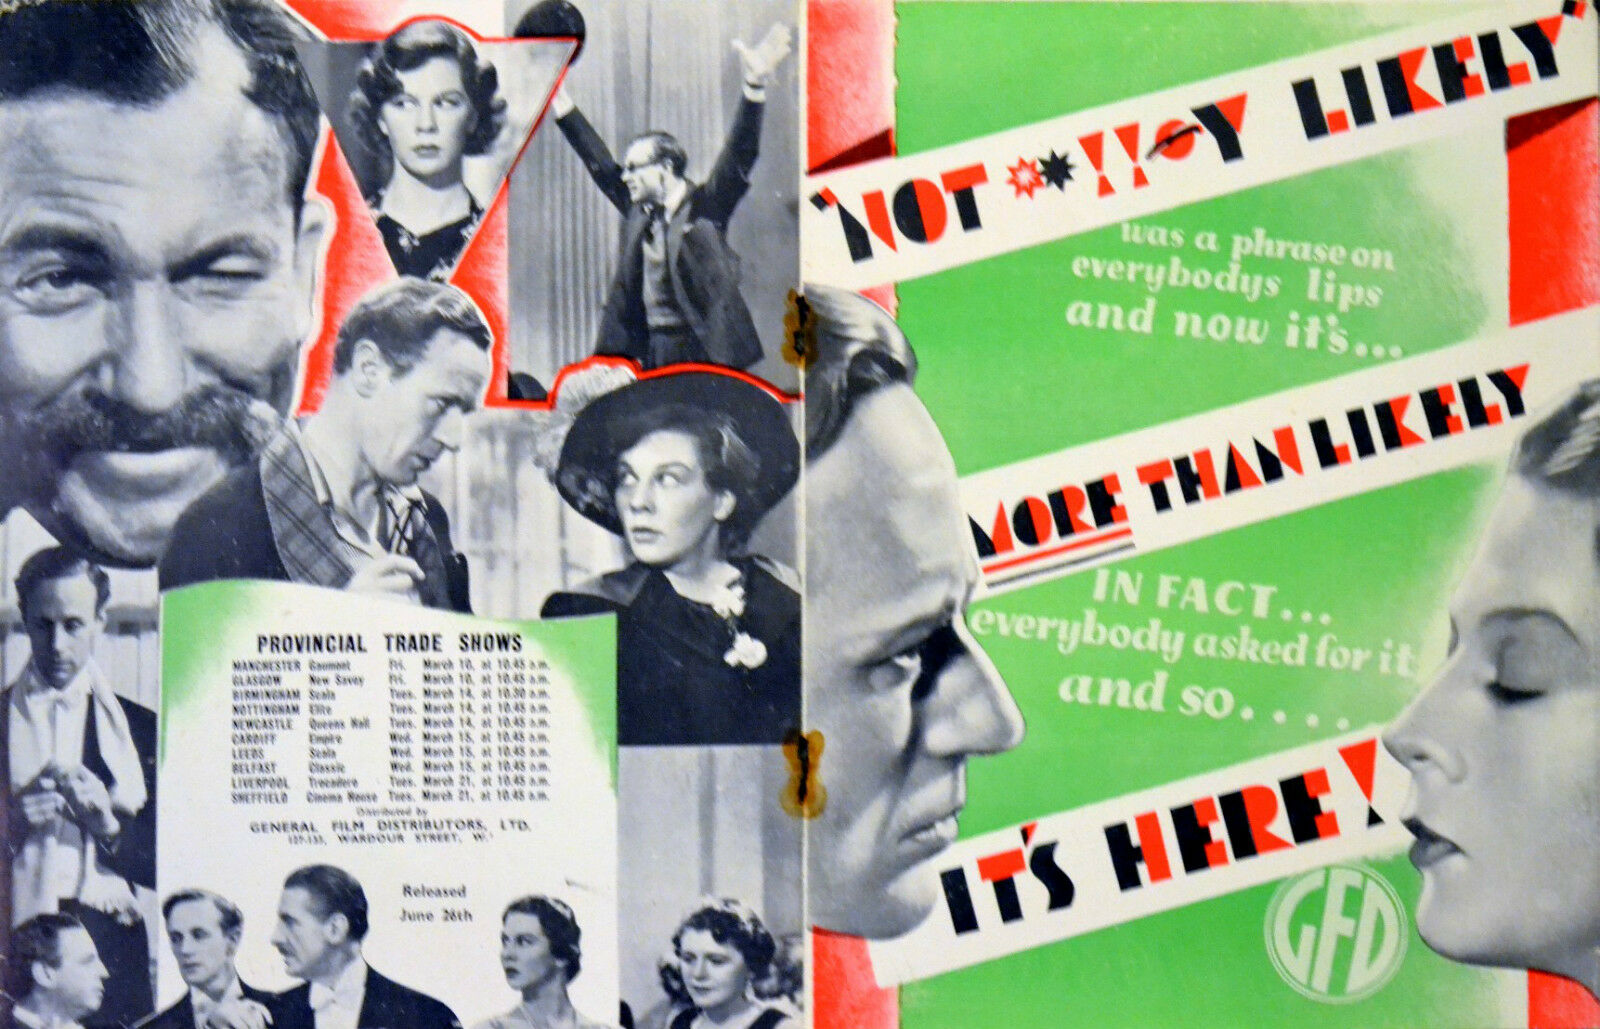 PROVINCIAL TRADE SHOWS
MANCHESTER Gaumont Fri. March 10, at 10.45 a.m.
GLASGOW New Savoy Fri. March 10, at 10.45 a.m.
BIRMINGHAM Scala Tues. March 14, at 10.30 a.m.
NOTTINGHAM Elite Tues. March 14, at 10.45 a.m.
NEWCASTLE Queens Hall Tues. March 14, at 10.45 a.m.
CARDIFF Empire Wed. March 15, at 10.45 a.m.
LEEDS Scala Wed. March 15, at 10.45 a.m.
BELFAST Classic Wed. March 15, at 10.45 a.m.
LIVERPOOL Trocadero Tues. March 21, at 10.45 a.m.
SHEFFIELD Cinema House Tues. March 21, at 10.45 a.m.
Distributed by
GENERAL FILM DISTRIBUTORS, LTD.
127-133, WARDOUR STREET, W.1
Released
June 26th
"NOT **!!-Y LIKELY"
was a phrase on
everybodys lips
and now it's...
MORE THAN LIKELY
IN FACT...
everybody asked for it
and so.....
IT'S HERE!
GFD